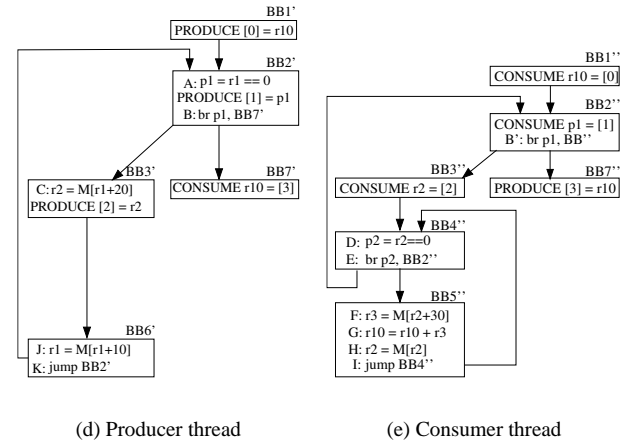 BB1'
PRODUCE [0] = r10
BB2'
A: p1 = r1 == 0
PRODUCE [1] = p1
B: br p1, BB7'
BB3'
C: r2 = M[r1+20]
PRODUCE [2] = r2
BB7'
CONSUME r10 = [3]
BB6'
J: r1 = M[r1+10]
K: jump BB2'
(d) Producer thread
BB1''
CONSUME r10 = [0]
BB2''
CONSUME p1 = [1]
B': br p1, BB''
BB3''
CONSUME r2 = [2]
BB7''
PRODUCE [3] = r10
BB4''
D: p2 = r2==0
E: br p2, BB2''
BB5''
F: r3 = M[r2+30]
G: r10 = r10 + r3
H: r2 = M[r2]
I: jump BB4''
(e) Consumer thread